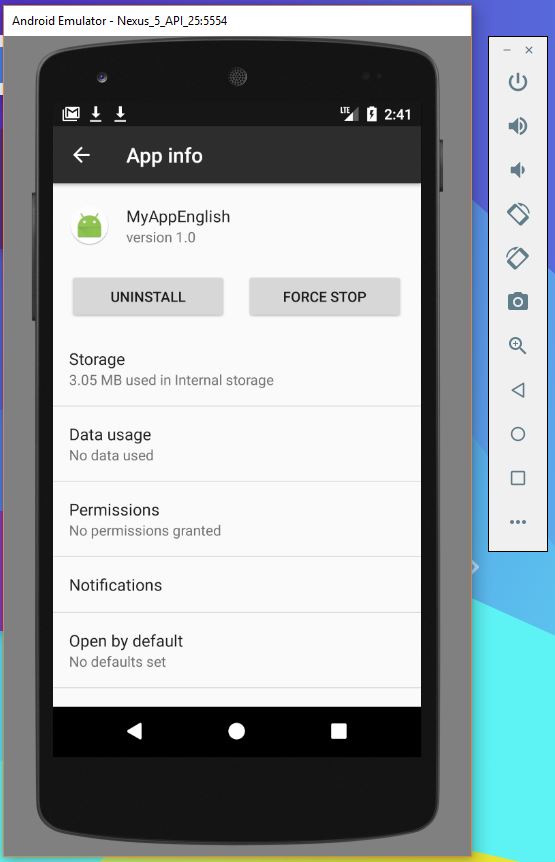 Android Emulator - Nexus_5_API_25:5554
LTE 2:41
App info
MyAppEnglish
version 1.0
UNINSTALL FORCE STOP
Storage
3.05 MB used in Internal storage
Data usage
No data used
Permissions
No permissions granted
Notifications
Open by default
No defaults set